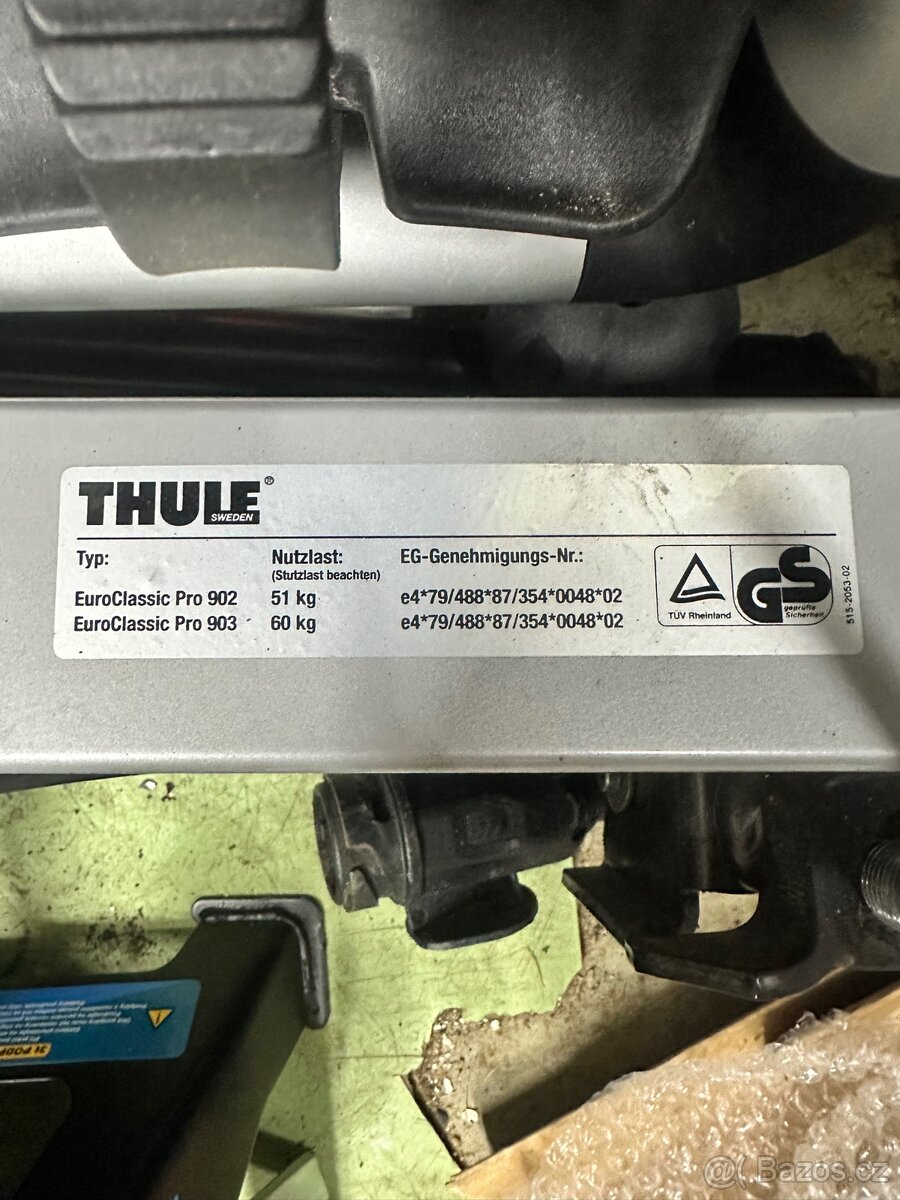 THULE®
SWEDEN
Typ: Nutzlast: EG-Genehmigungs-Nr.:
(Stutzlast beachten)
EuroClassic Pro 902 51 kg e4*79/488*87/354*0048*02
EuroClassic Pro 903 60 kg e4*79/488*87/354*0048*02
TÜV Rheinland
GS
geprüfte
Sicherheit
515-2053-02
Bazos.cz